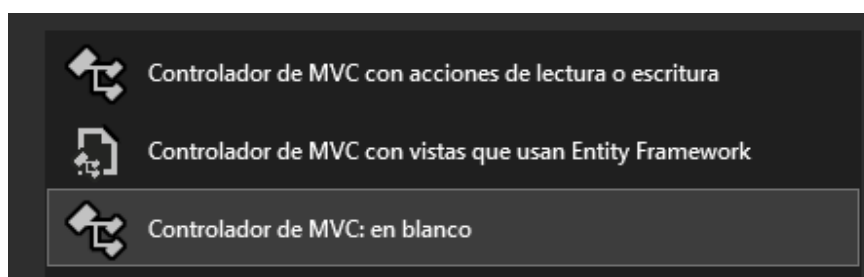 Controlador de MVC con acciones de lectura o escritura
Controlador de MVC con vistas que usan Entity Framework
Controlador de MVC: en blanco